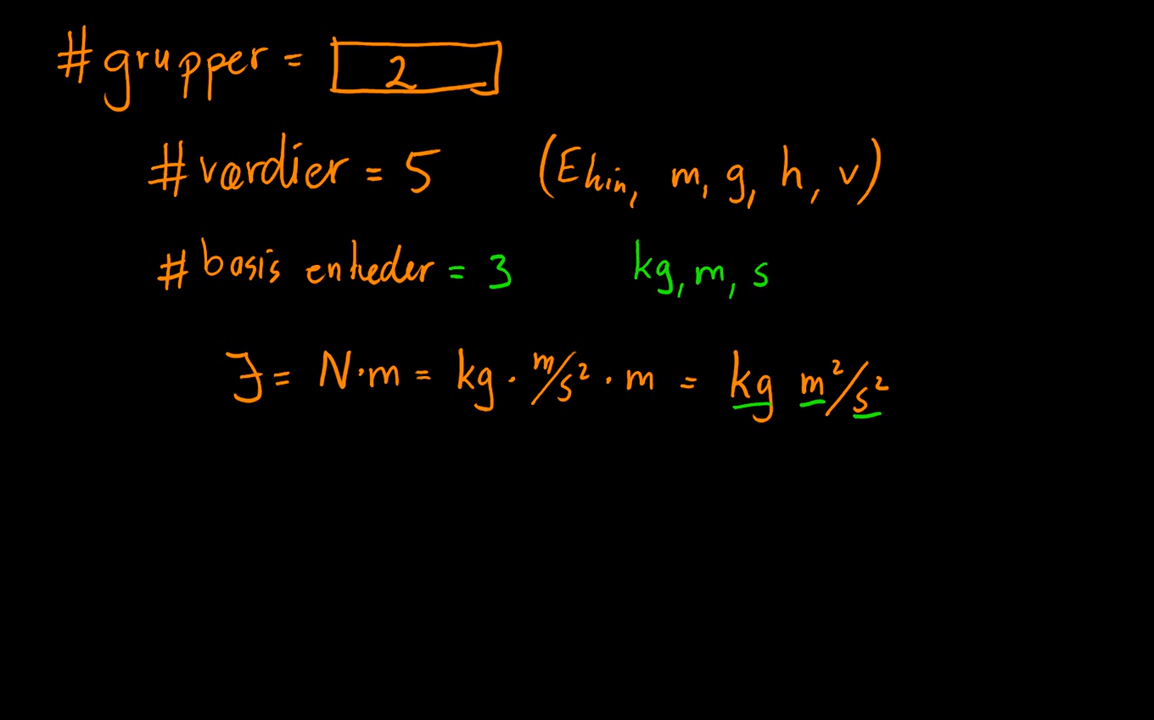 #grupper = 2
#værdier = 5 (Ekin, m, g, h, v)
# basis enheder = 3 kg, m, s
J = N·m = kg · m/s² · m = kg m²/s²